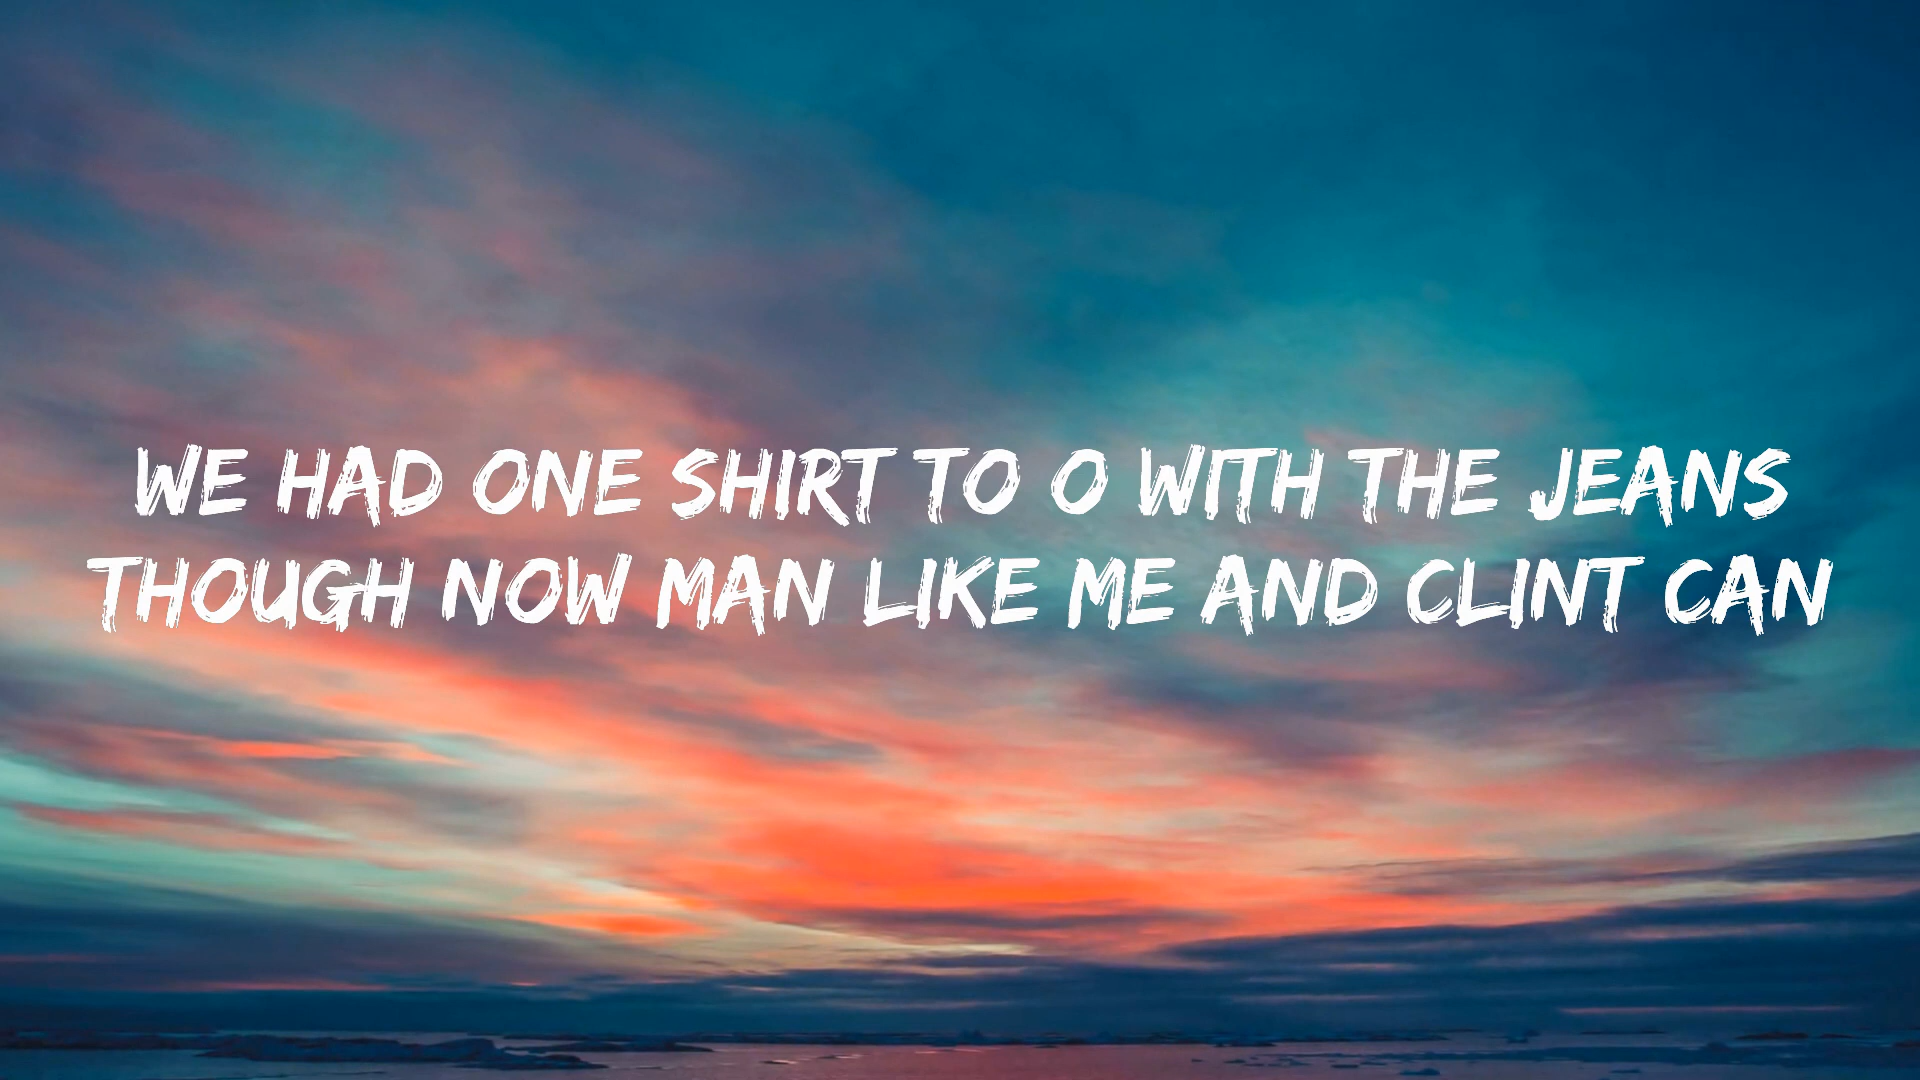 WE HAD ONE SHIRT TO O WITH THE JEANS
THOUGH NOW MAN LIKE ME AND CLINT CAN